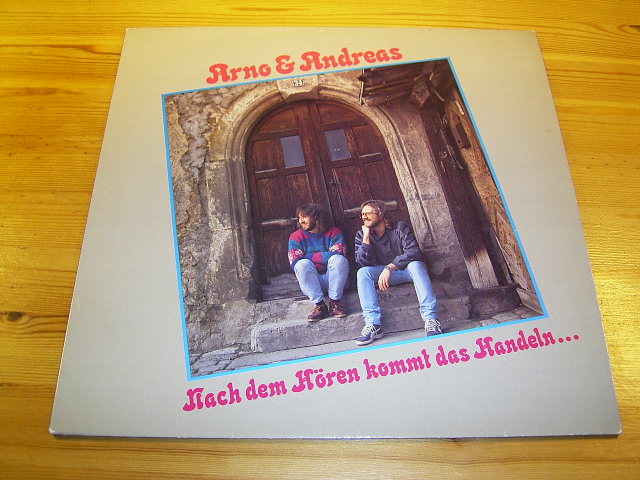 Arno & Andreas
Nach dem Hören kommt das Handeln...